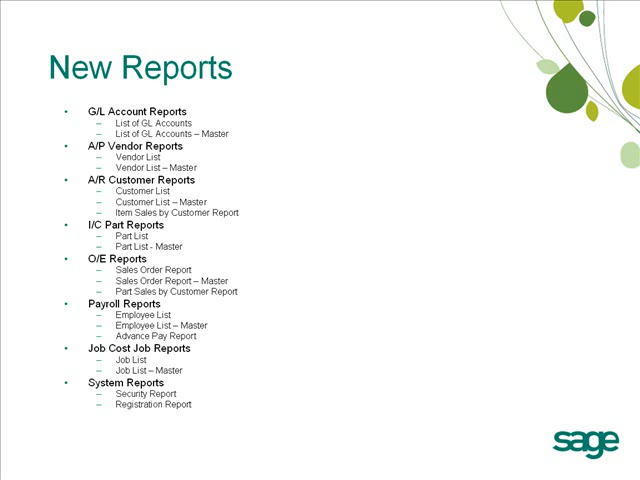 New Reports
• G/L Account Reports
– List of GL Accounts
– List of GL Accounts – Master
• A/P Vendor Reports
– Vendor List
– Vendor List – Master
• A/R Customer Reports
– Customer List
– Customer List – Master
– Item Sales by Customer Report
• I/C Part Reports
– Part List
– Part List - Master
• O/E Reports
– Sales Order Report
– Sales Order Report – Master
– Part Sales by Customer Report
• Payroll Reports
– Employee List
– Employee List – Master
– Advance Pay Report
• Job Cost Job Reports
– Job List
– Job List – Master
• System Reports
– Security Report
– Registration Report
sage